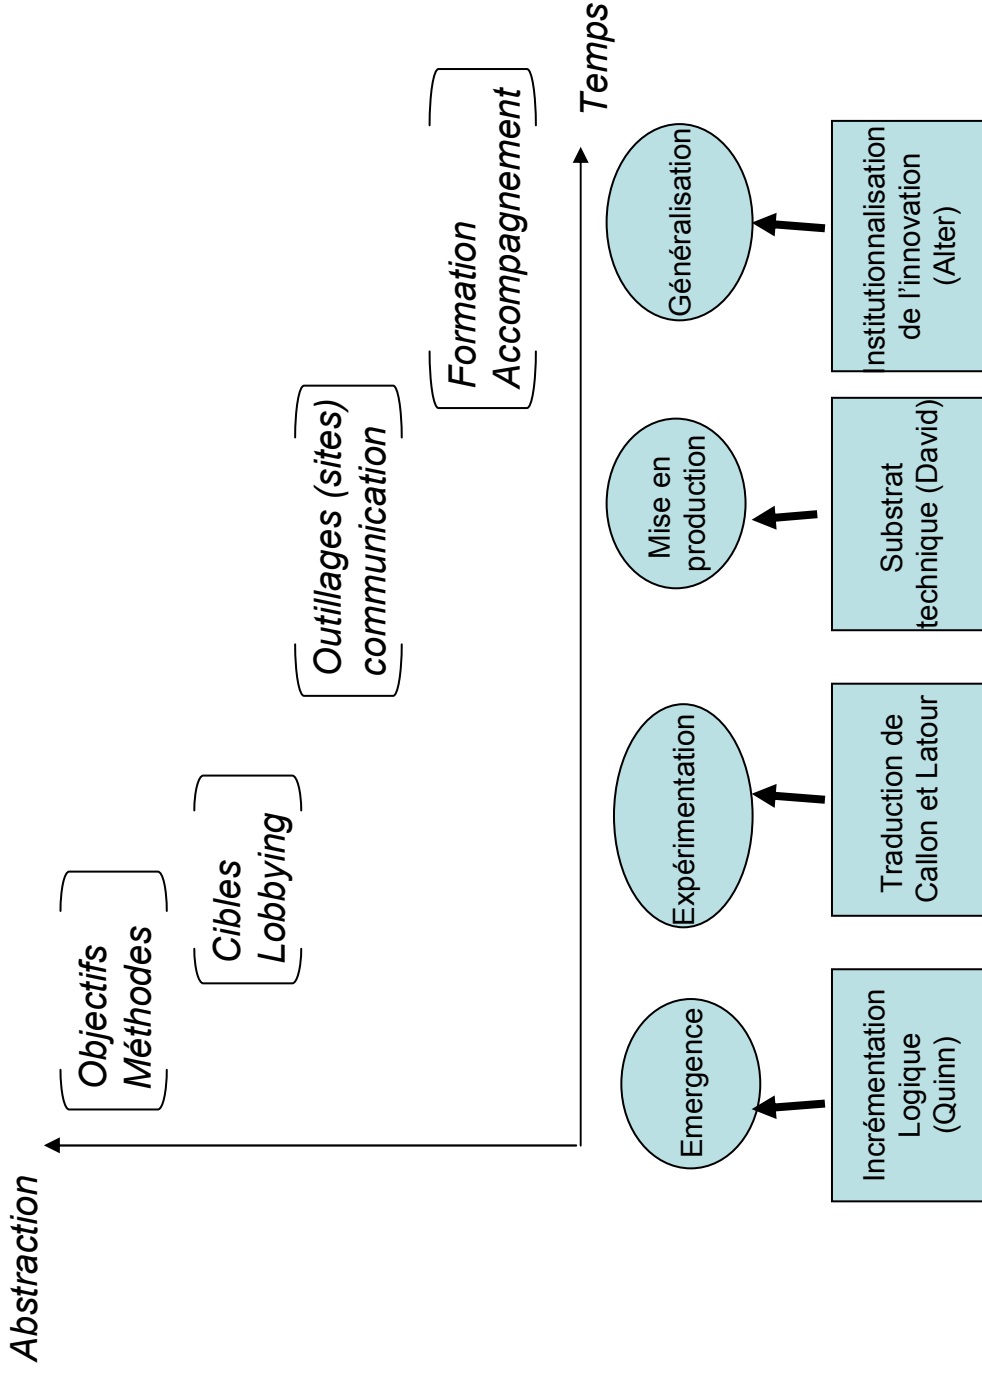 Abstraction
Objectifs
Méthodes
Cibles
Lobbying
Outillages (sites)
communication
Formation
Accompagnement
Temps
Emergence
Expérimentation
Mise en
production
Généralisation
Incrémentation
Logique
(Quinn)
Traduction de
Callon et Latour
Substrat
technique (David)
Institutionnalisation
de l'innovation
(Alter)